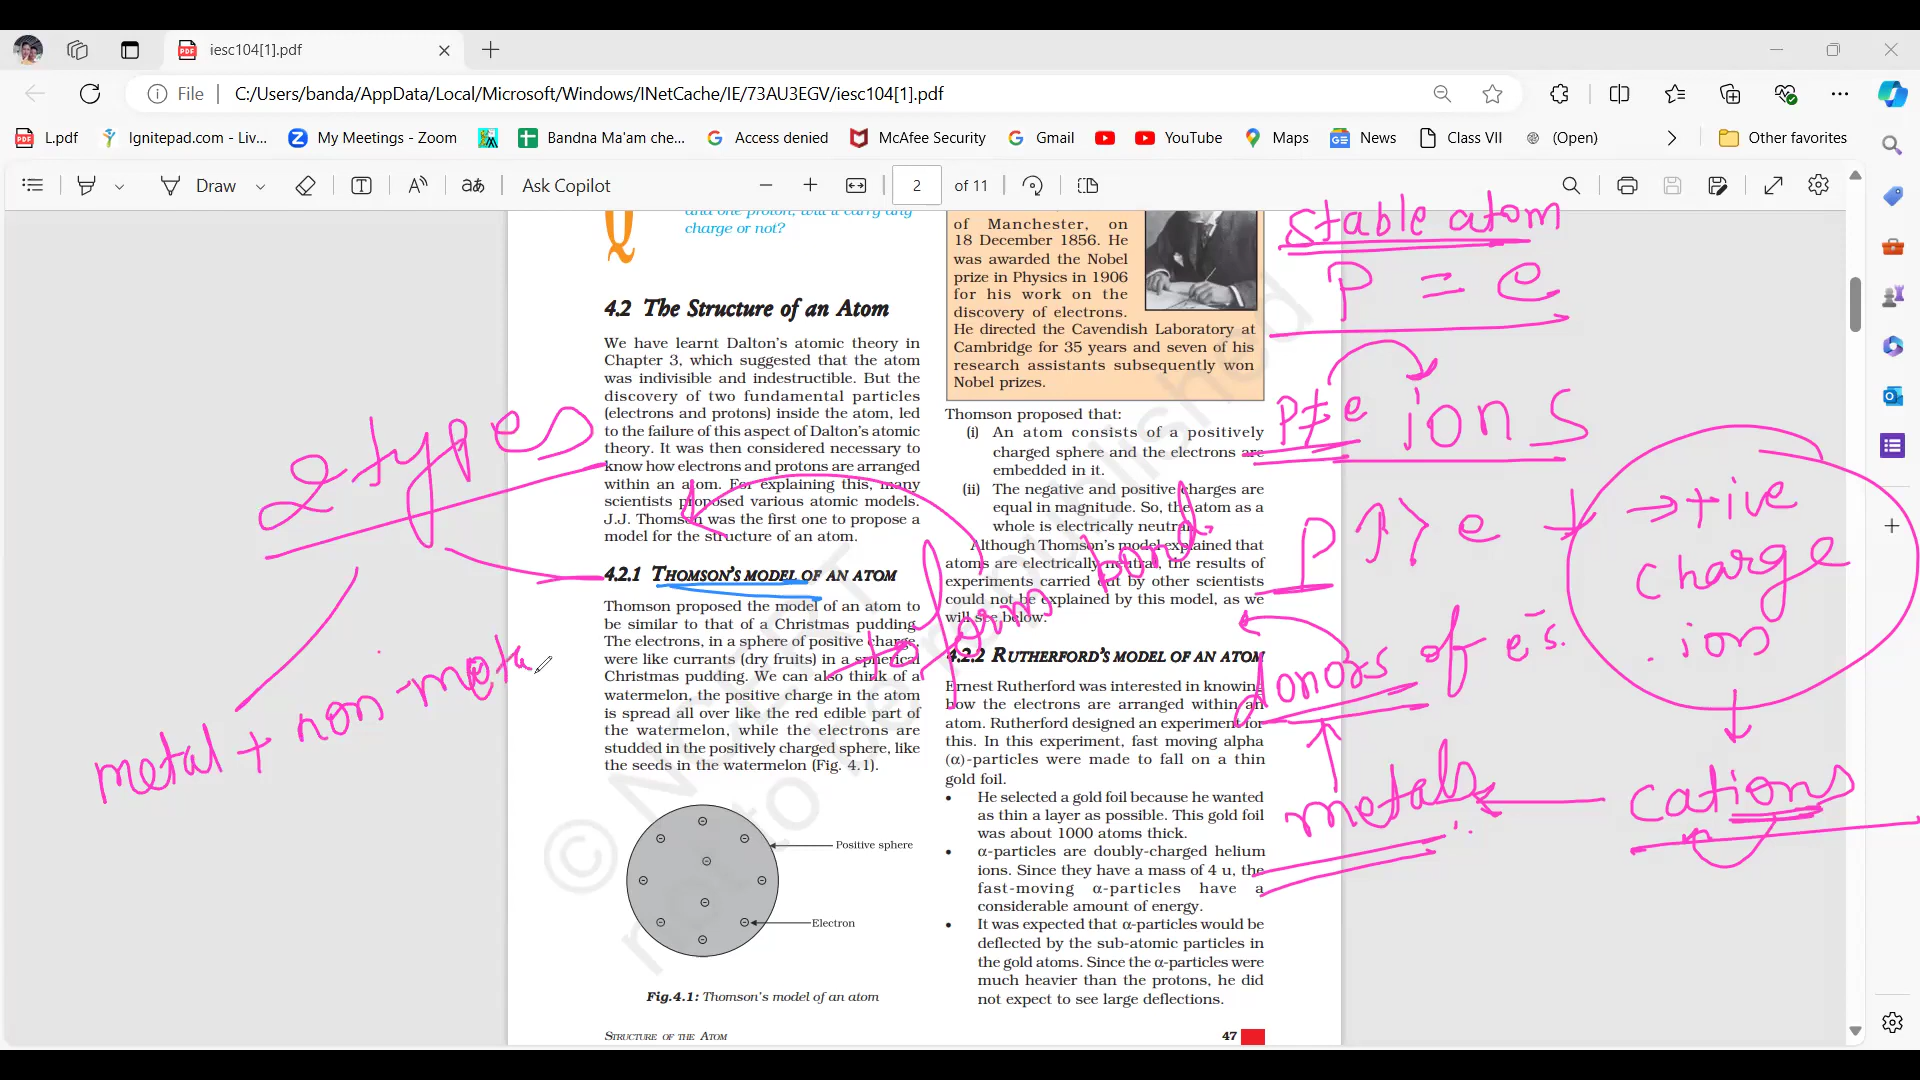 iesc104[1].pdf
File
C:/Users/banda/AppData/Local/Microsoft/Windows/INetCache/IE/73AU3EGV/iesc104[1].pdf
L.pdf
Ignitepad.com - Liv...
My Meetings - Zoom
Bandna Ma'am che...
Access denied
McAfee Security
Gmail
YouTube
Maps
News
Class VII
(Open)
Other favorites
Draw
Ask Copilot
2 of 11
Q
and one proton, will it carry any
charge or not?
4.2 The Structure of an Atom
We have learnt Dalton's atomic theory in
Chapter 3, which suggested that the atom
was indivisible and indestructible. But the
discovery of two fundamental particles
(electrons and protons) inside the atom, led
to the failure of this aspect of Dalton's atomic
theory. It was then considered necessary to
know how electrons and protons are arranged
within an atom. For explaining this, many
scientists proposed various atomic models.
J.J. Thomson was the first one to propose a
model for the structure of an atom.
4.2.1 THOMSON'S MODEL OF AN ATOM
Thomson proposed the model of an atom to
be similar to that of a Christmas pudding.
The electrons, in a sphere of positive charge,
were like currants (dry fruits) in a spherical
Christmas pudding. We can also think of a
watermelon, the positive charge in the atom
is spread all over like the red edible part of
the watermelon, while the electrons are
studded in the positively charged sphere, like
the seeds in the watermelon (Fig. 4.1).
Positive sphere
Electron
Fig.4.1: Thomson's model of an atom
STRUCTURE OF THE ATOM
of Manchester, on
18 December 1856. He
was awarded the Nobel
prize in Physics in 1906
for his work on the
discovery of electrons.
He directed the Cavendish Laboratory at
Cambridge for 35 years and seven of his
research assistants subsequently won
Nobel prizes.
Thomson proposed that:
(i) An atom consists of a positively
charged sphere and the electrons are
embedded in it.
(ii) The negative and positive charges are
equal in magnitude. So, the atom as a
whole is electrically neutral.
Although Thomson's model explained that
atoms are electrically neutral, the results of
experiments carried out by other scientists
could not be explained by this model, as we
will see below.
4.2.2 RUTHERFORD'S MODEL OF AN ATOM
Ernest Rutherford was interested in knowing
how the electrons are arranged within an
atom. Rutherford designed an experiment for
this. In this experiment, fast moving alpha
(α)-particles were made to fall on a thin
gold foil.
• He selected a gold foil because he wanted
as thin a layer as possible. This gold foil
was about 1000 atoms thick.
• α-particles are doubly-charged helium
ions. Since they have a mass of 4 u, the
fast-moving α-particles have a
considerable amount of energy.
• It was expected that α-particles would be
deflected by the sub-atomic particles in
the gold atoms. Since the α-particles were
much heavier than the protons, he did
not expect to see large deflections.
47
© NCERT
not to be republished
2 types
metal + non-meta
to form bond.
stable atom
P = e
P≠e ions
P ↑ > e
→ +ive
charge
ion
donors of e⁻s.
metals ← cations